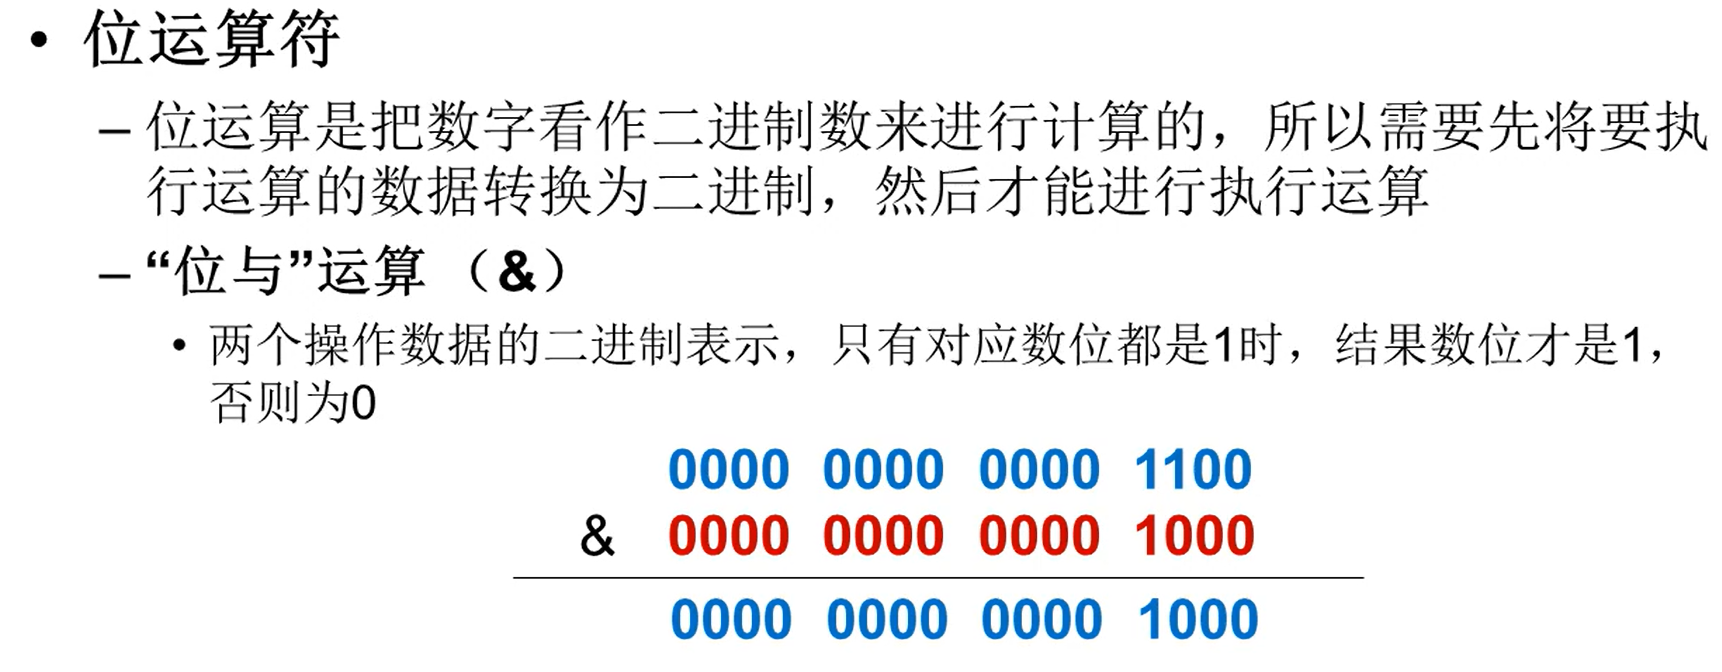 • 位运算符
– 位运算是把数字看作二进制数来进行计算的，所以需要先将要执
行运算的数据转换为二进制，然后才能进行执行运算
– “位与”运算 （&）
• 两个操作数据的二进制表示，只有对应数位都是1时，结果数位才是1，
否则为0
0000 0000 0000 1100
& 0000 0000 0000 1000
0000 0000 0000 1000